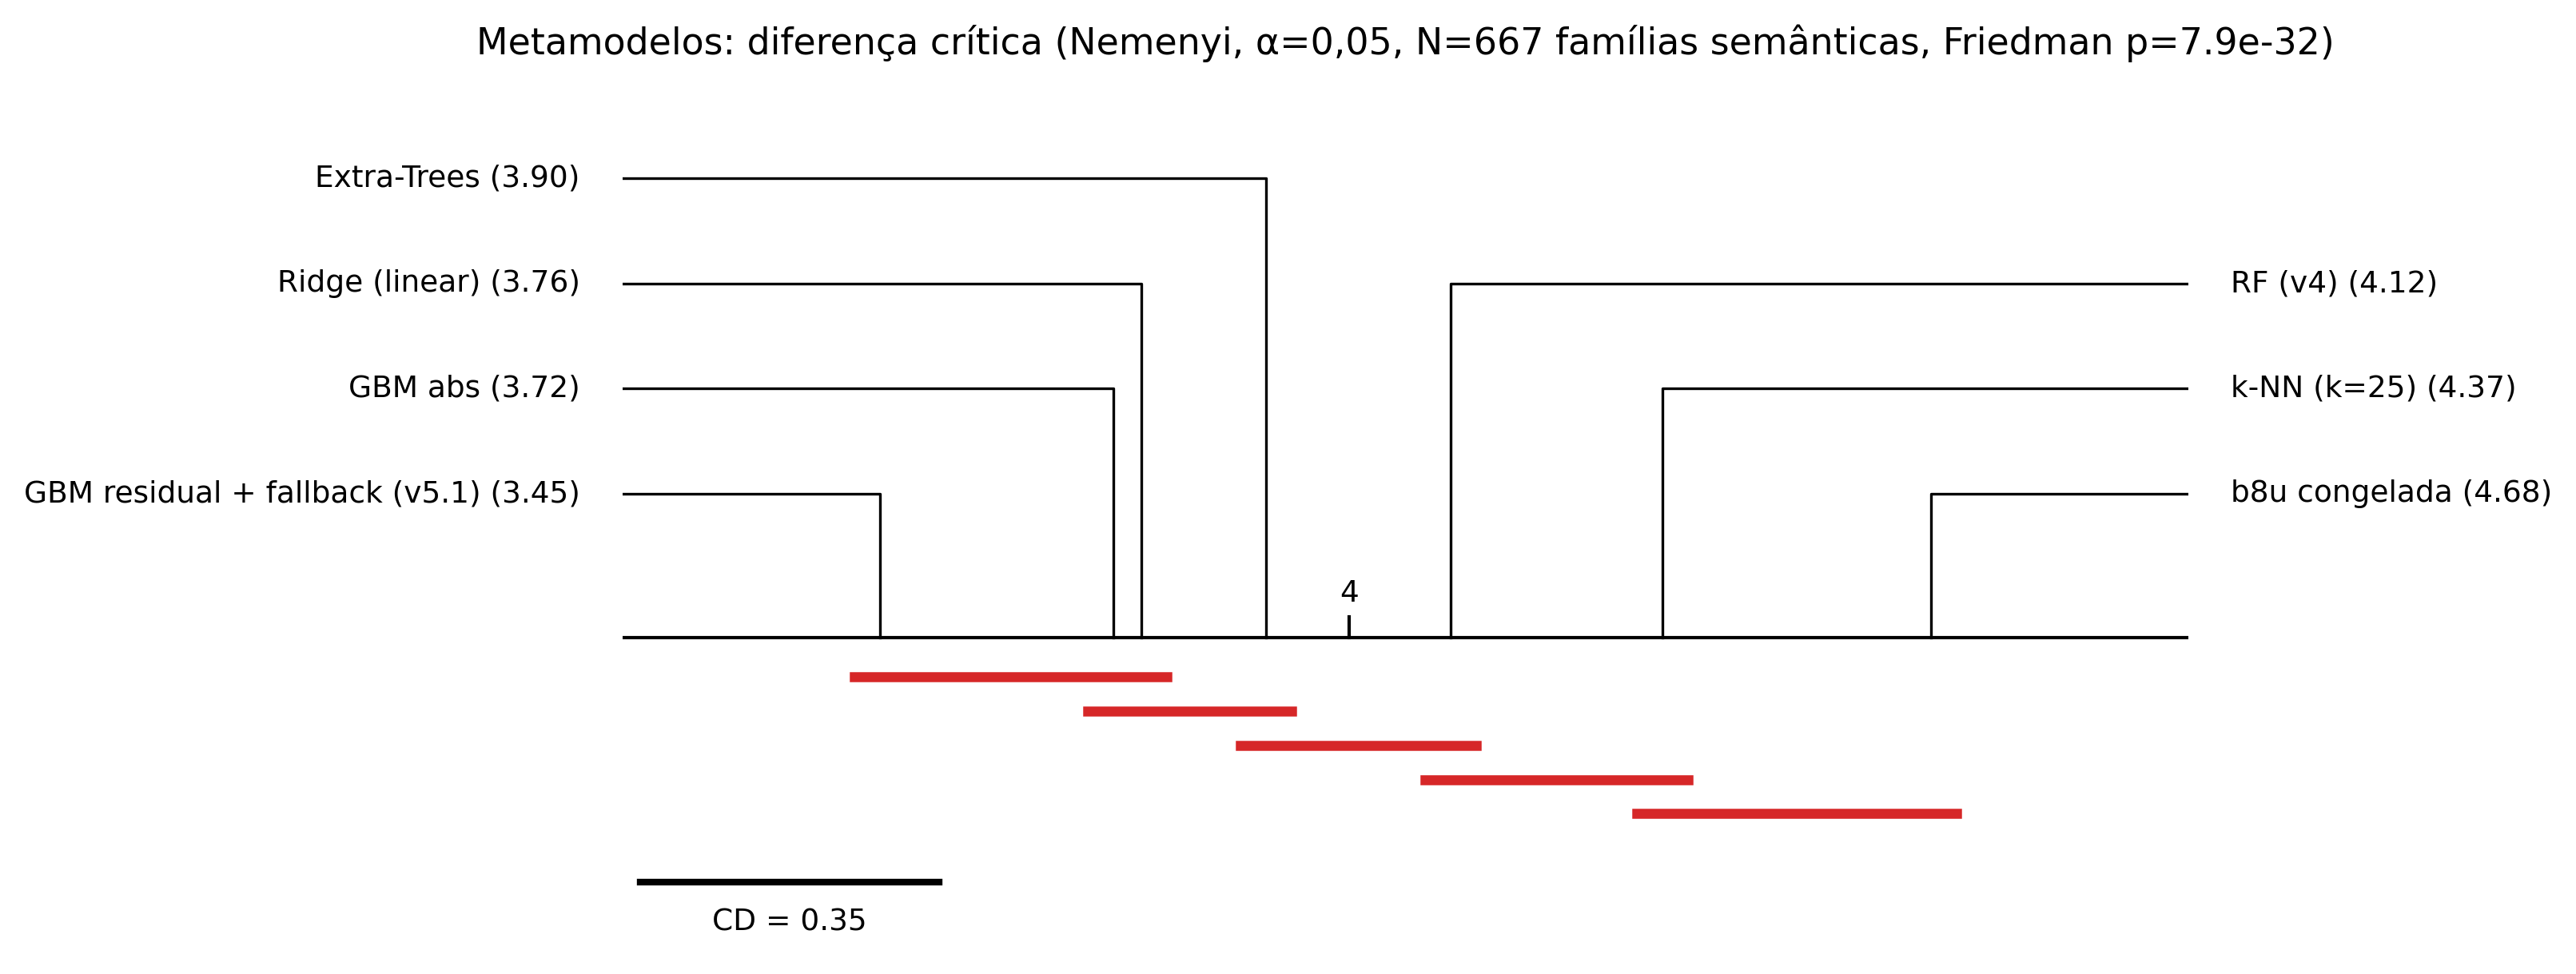 Metamodelos: diferença crítica (Nemenyi, α=0,05, N=667 famílias semânticas, Friedman p=7.9e-32)
Extra-Trees (3.90)
Ridge (linear) (3.76)
RF (v4) (4.12)
GBM abs (3.72)
k-NN (k=25) (4.37)
GBM residual + fallback (v5.1) (3.45)
b8u congelada (4.68)
4
CD = 0.35